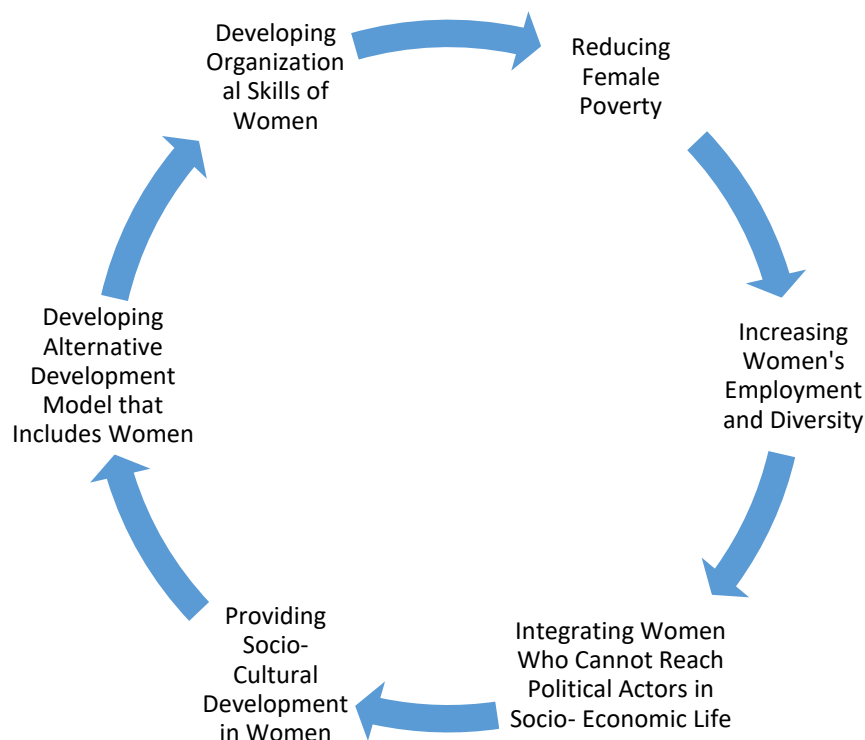 Developing
Organization
al Skills of
Women
Reducing
Female
Poverty
Increasing
Women's
Employment
and Diversity
Integrating Women
Who Cannot Reach
Political Actors in
Socio- Economic Life
Providing
Socio-
Cultural
Development
in Women
Developing
Alternative
Development
Model that
Includes Women